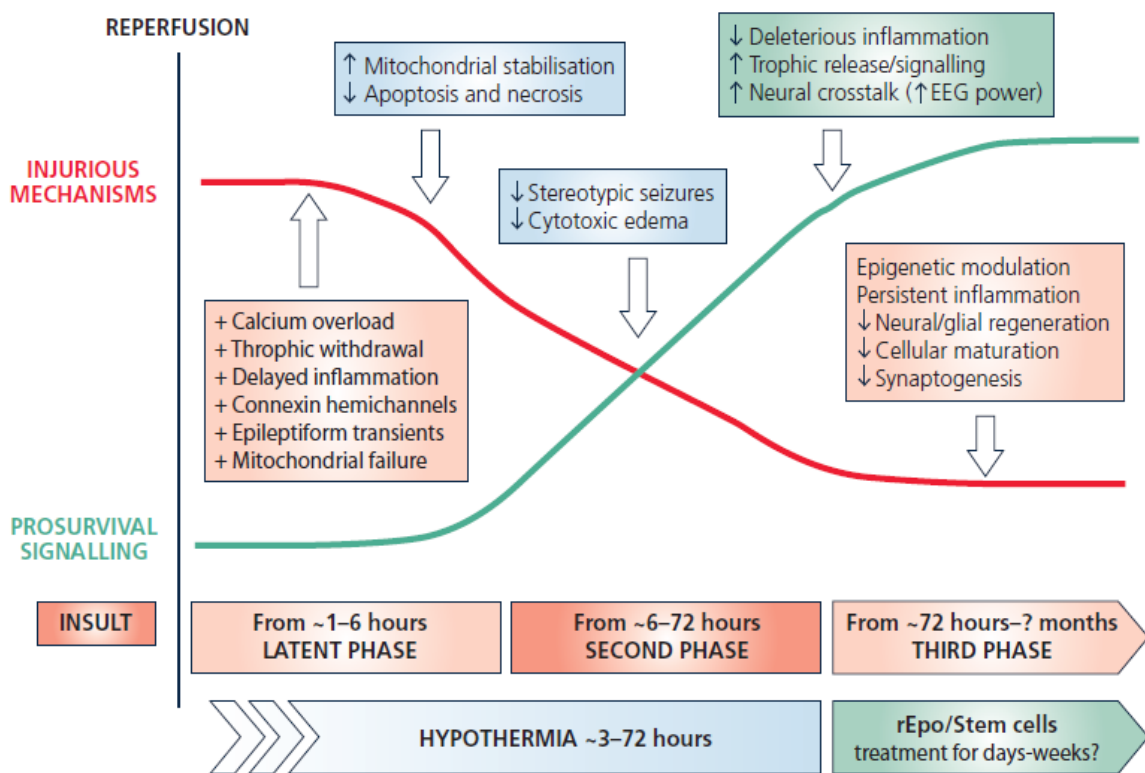 REPERFUSION
↑ Mitochondrial stabilisation
↓ Apoptosis and necrosis
↓ Deleterious inflammation
↑ Trophic release/signalling
↑ Neural crosstalk (↑EEG power)
INJURIOUS
MECHANISMS
↓ Stereotypic seizures
↓ Cytotoxic edema
+ Calcium overload
+ Throphic withdrawal
+ Delayed inflammation
+ Connexin hemichannels
+ Epileptiform transients
+ Mitochondrial failure
Epigenetic modulation
Persistent inflammation
↓ Neural/glial regeneration
↓ Cellular maturation
↓ Synaptogenesis
PROSURVIVAL
SIGNALLING
INSULT
From ~1–6 hours
LATENT PHASE
From ~6–72 hours
SECOND PHASE
From ~72 hours–? months
THIRD PHASE
HYPOTHERMIA ~3–72 hours
rEpo/Stem cells
treatment for days-weeks?